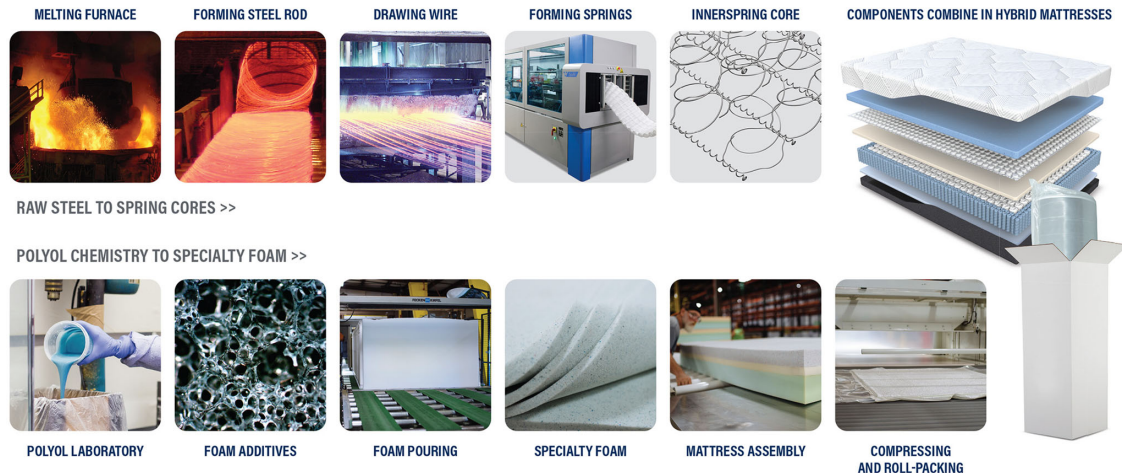 MELTING FURNACE
FORMING STEEL ROD
DRAWING WIRE
FORMING SPRINGS
INNERSPRING CORE
COMPONENTS COMBINE IN HYBRID MATTRESSES
RAW STEEL TO SPRING CORES >>
POLYOL CHEMISTRY TO SPECIALTY FOAM >>
POLYOL LABORATORY
FOAM ADDITIVES
FOAM POURING
SPECIALTY FOAM
MATTRESS ASSEMBLY
COMPRESSING
AND ROLL-PACKING